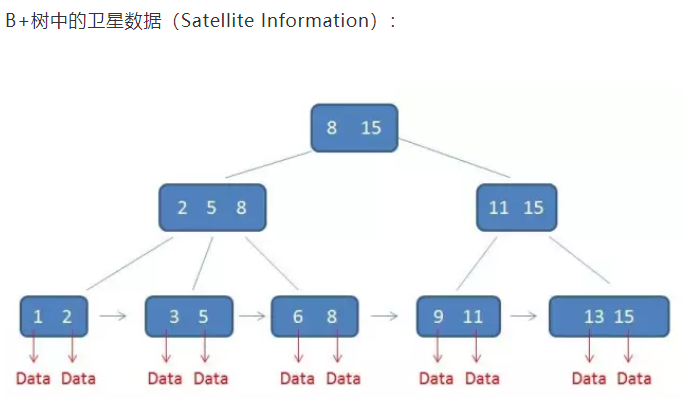 B+树中的卫星数据（Satellite Information）：
8 15
2 5 8 11 15
1 2 3 5 6 8 9 11 13 15
Data Data Data Data Data Data Data Data Data Data